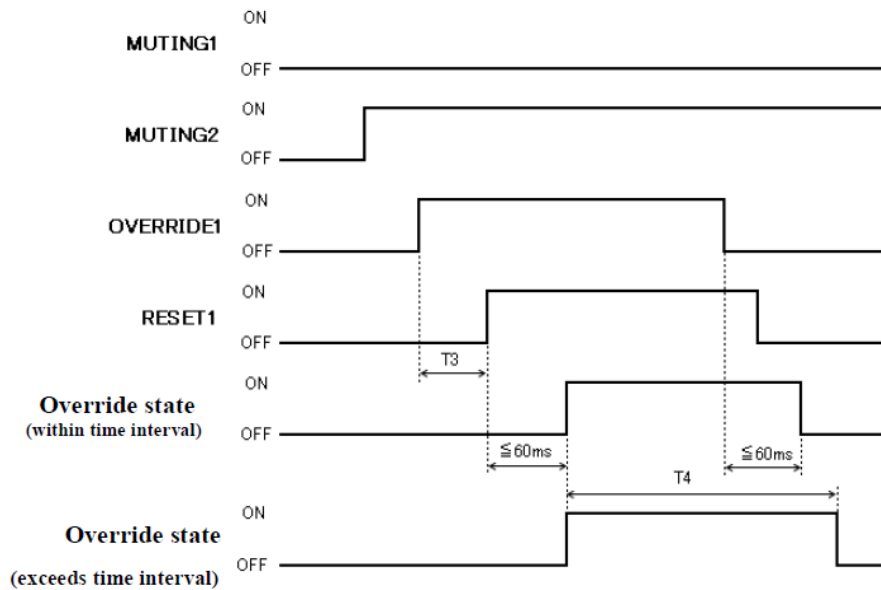 ON
MUTING1
OFF
ON
MUTING2
OFF
ON
OVERRIDE1
OFF
ON
RESET1
OFF
T3
ON
Override state
(within time interval)
OFF
≦60ms
≦60ms
T4
ON
Override state
OFF
(exceeds time interval)